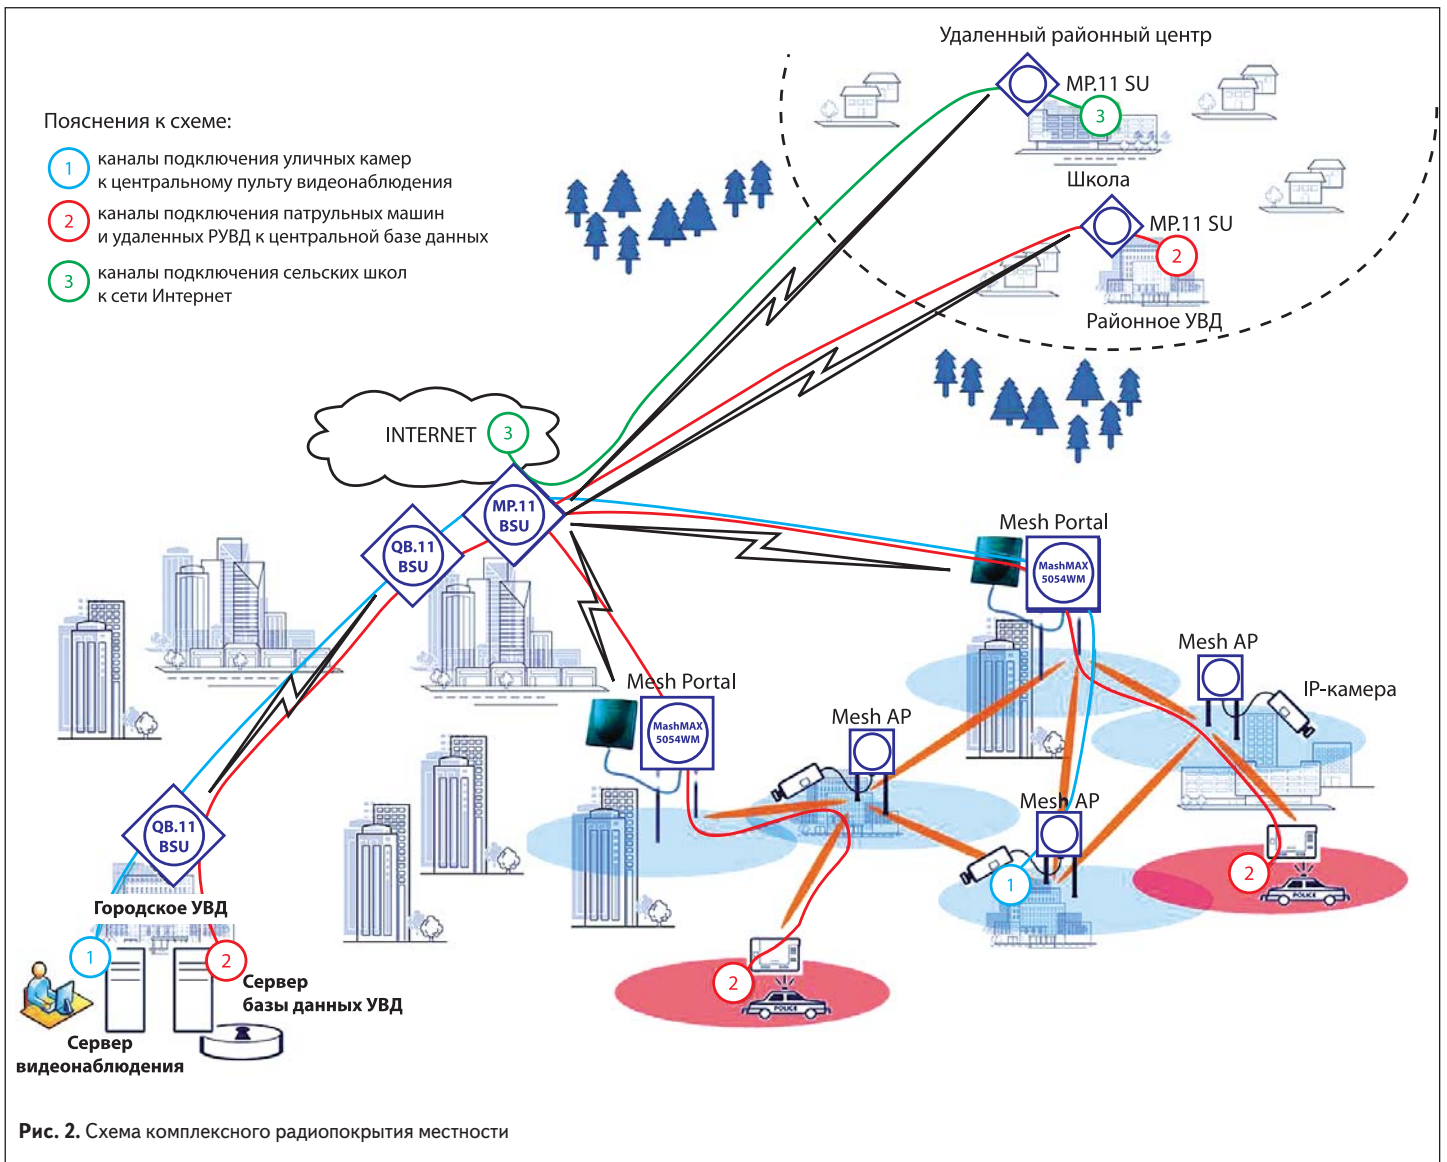 Удаленный районный центр
MP.11 SU
3
Школа
MP.11 SU
2
Районное УВД
Пояснения к схеме:
1
каналы подключения уличных камер
к центральному пульту видеонаблюдения
2
каналы подключения патрульных машин
и удаленных РУВД к центральной базе данных
3
каналы подключения сельских школ
к сети Интернет
INTERNET
3
MP.11
BSU
QB.11
BSU
Mesh Portal
MashMAX
5054WM
Mesh AP
IP-камера
Mesh Portal
MashMAX
5054WM
Mesh AP
Mesh AP
1
2
POLICE
QB.11
BSU
Городское УВД
1
2
Сервер
базы данных УВД
Сервер
видеонаблюдения
2
POLICE
Рис. 2. Схема комплексного радиопокрытия местности